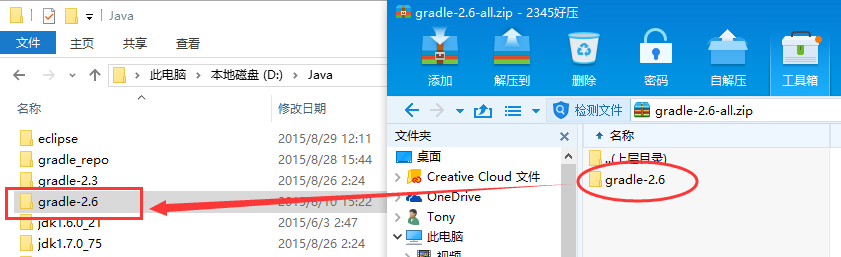 Java
文件
主页
共享
查看
此电脑 > 本地磁盘 (D:) > Java
名称
修改日期
eclipse
2015/8/29 12:11
gradle_repo
2015/8/28 15:44
gradle-2.3
2015/8/26 2:24
gradle-2.6
2015/8/10 15:22
jdk1.6.0_21
2015/6/3 2:47
jdk1.7.0_75
2015/8/26 2:24
gradle-2.6-all.zip - 2345好压
添加
解压到
删除
密码
自解压
工具箱
检测文件
gradle-2.6-all.zip
文件夹
桌面
Creative Cloud 文件
OneDrive
Tony
此电脑
视频
名称
..(上层目录)
gradle-2.6